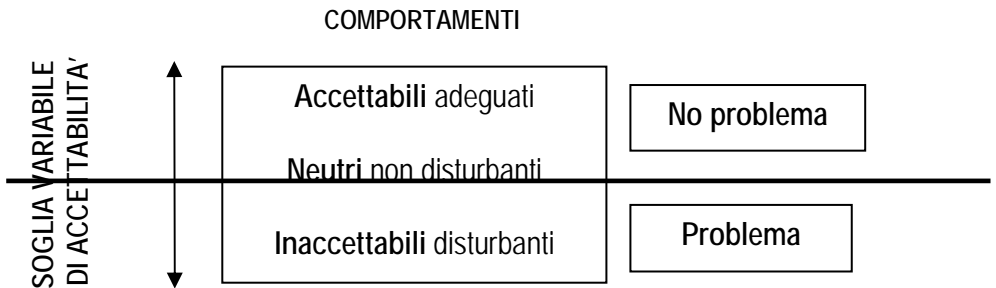 COMPORTAMENTI
SOGLIA VARIABILE
DI ACCETTABILITA’
Accettabili adeguati
No problema
Neutri non disturbanti
Inaccettabili disturbanti
Problema